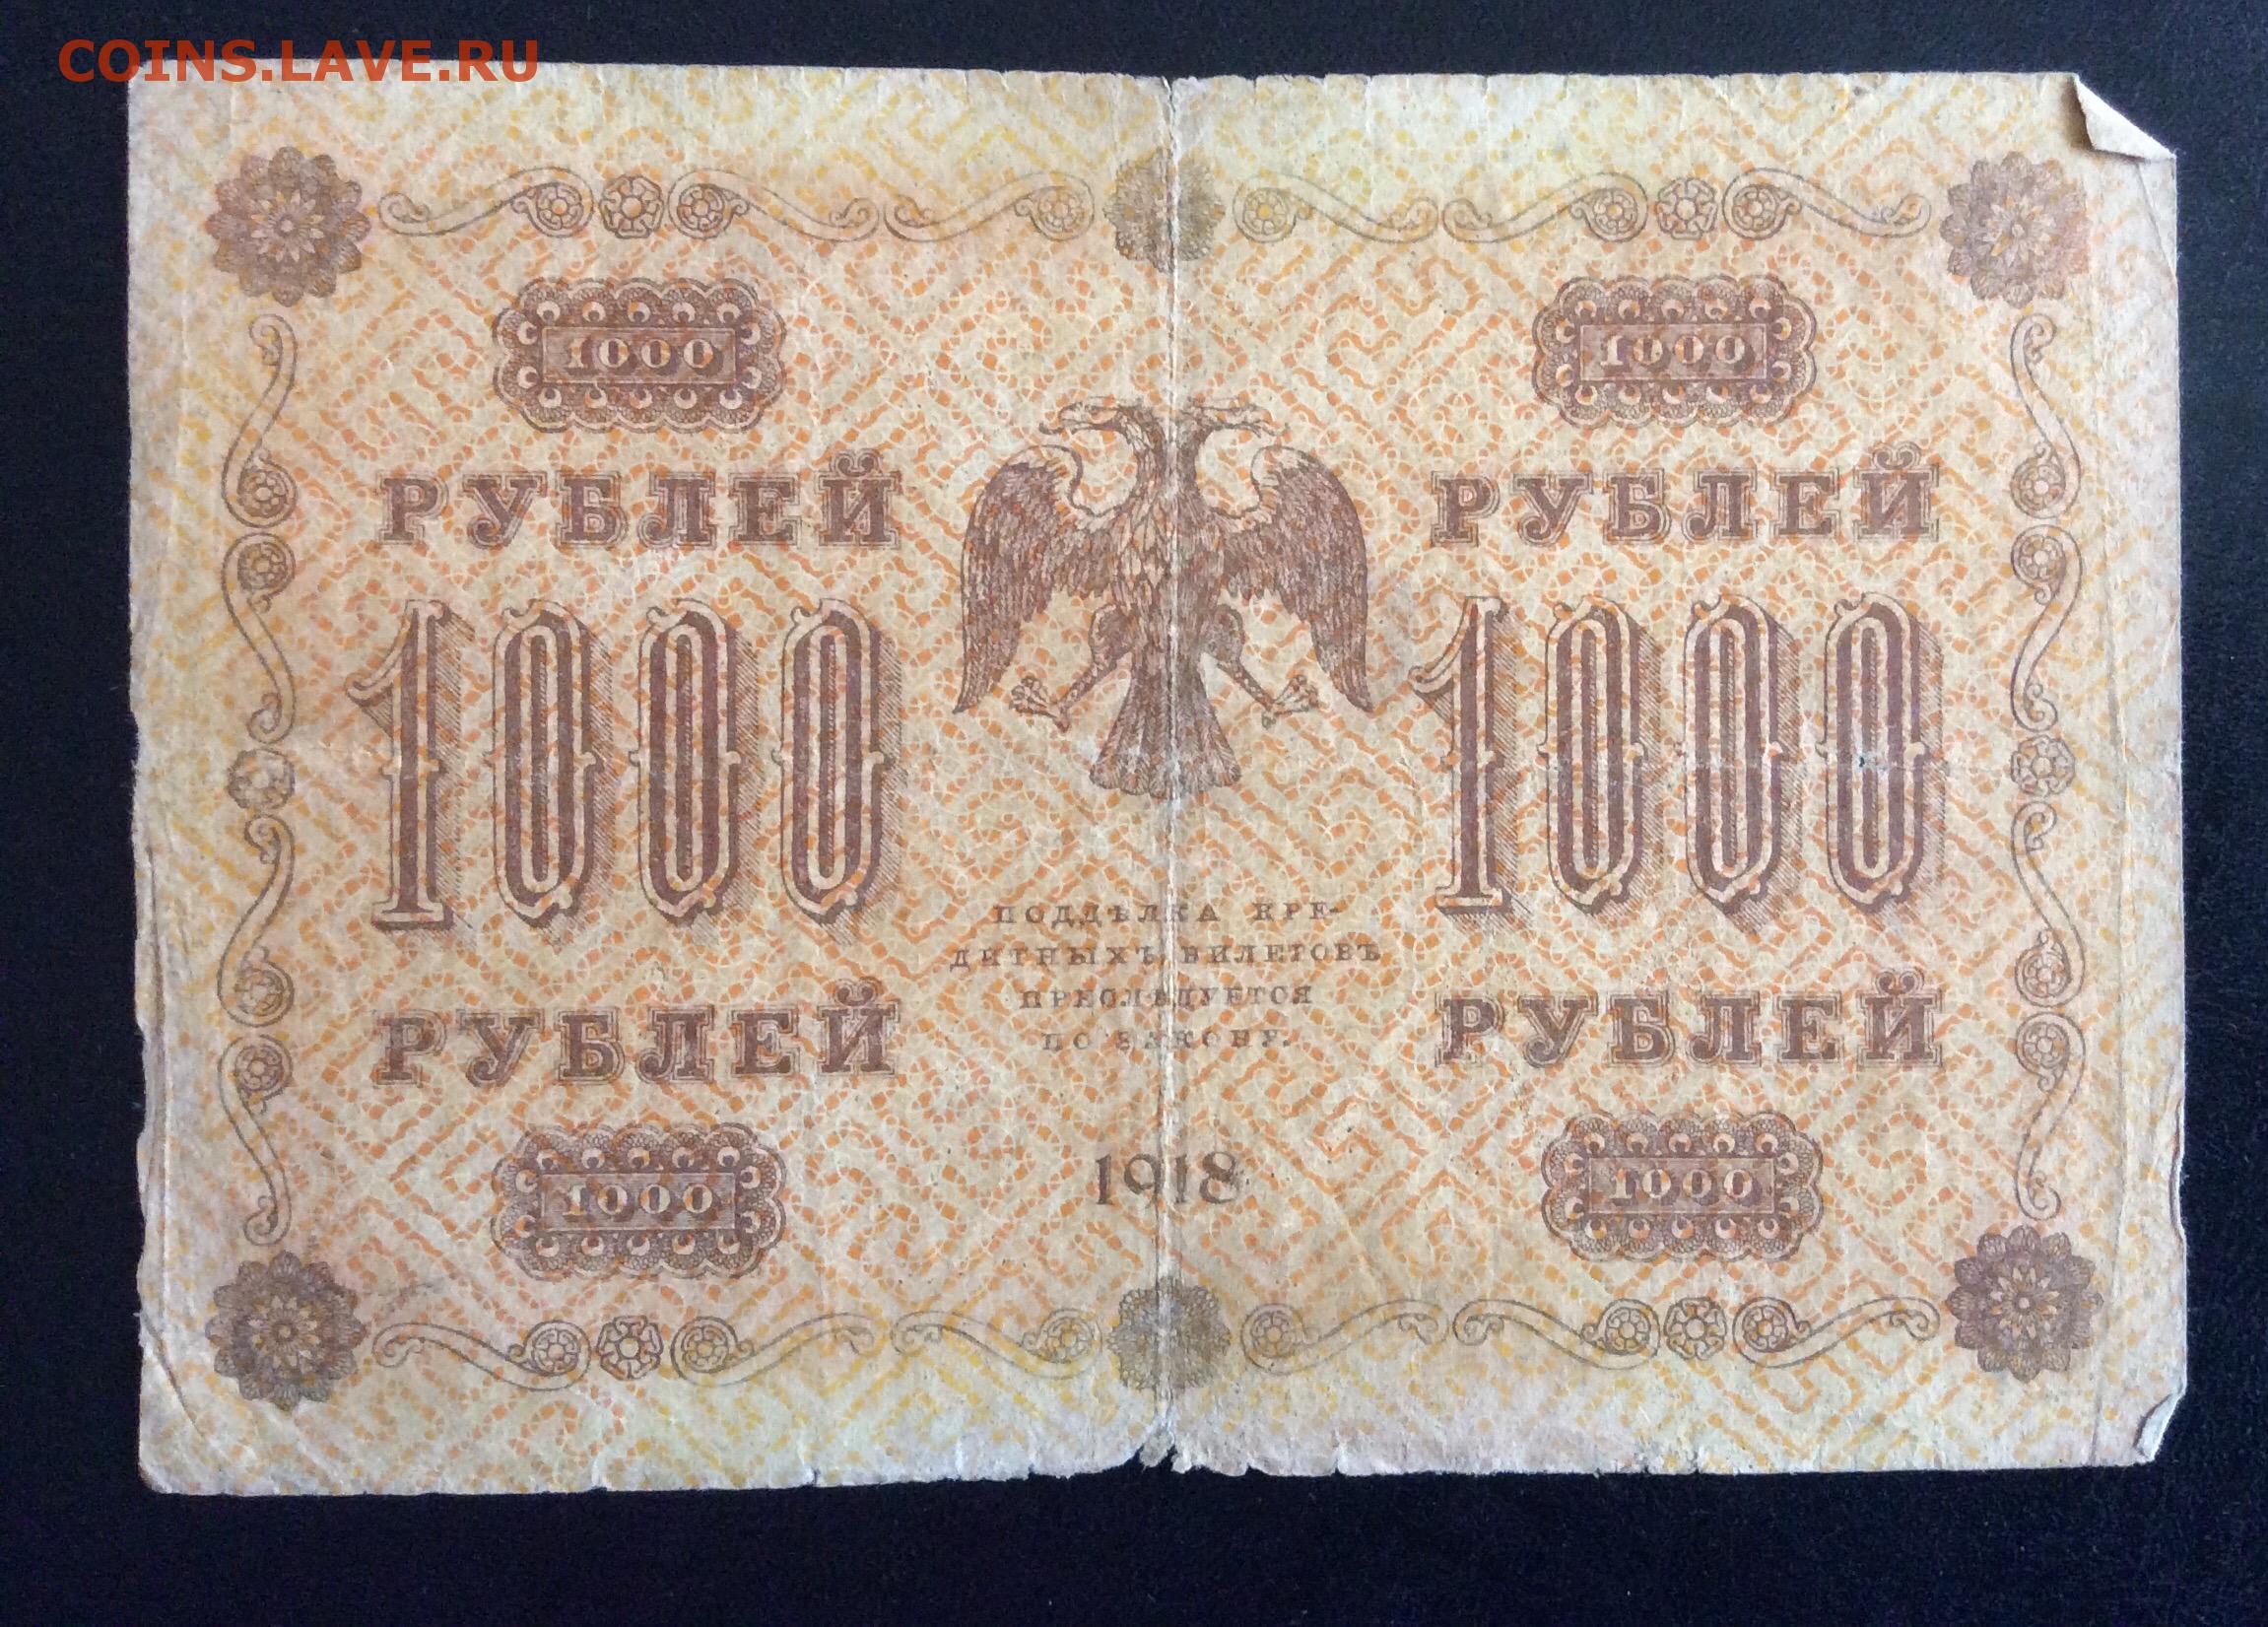 COINS.LAVE.RU
1000 1000
РУБЛЕЙ РУБЛЕЙ
1000 1000
ПОДДѢЛКА КРЕ-
ДИТНЫХЪ БИЛЕТОВЪ
ПРЕСЛѢДУЕТСЯ
ПО ЗАКОНУ.
РУБЛЕЙ РУБЛЕЙ
1000 1918 1000